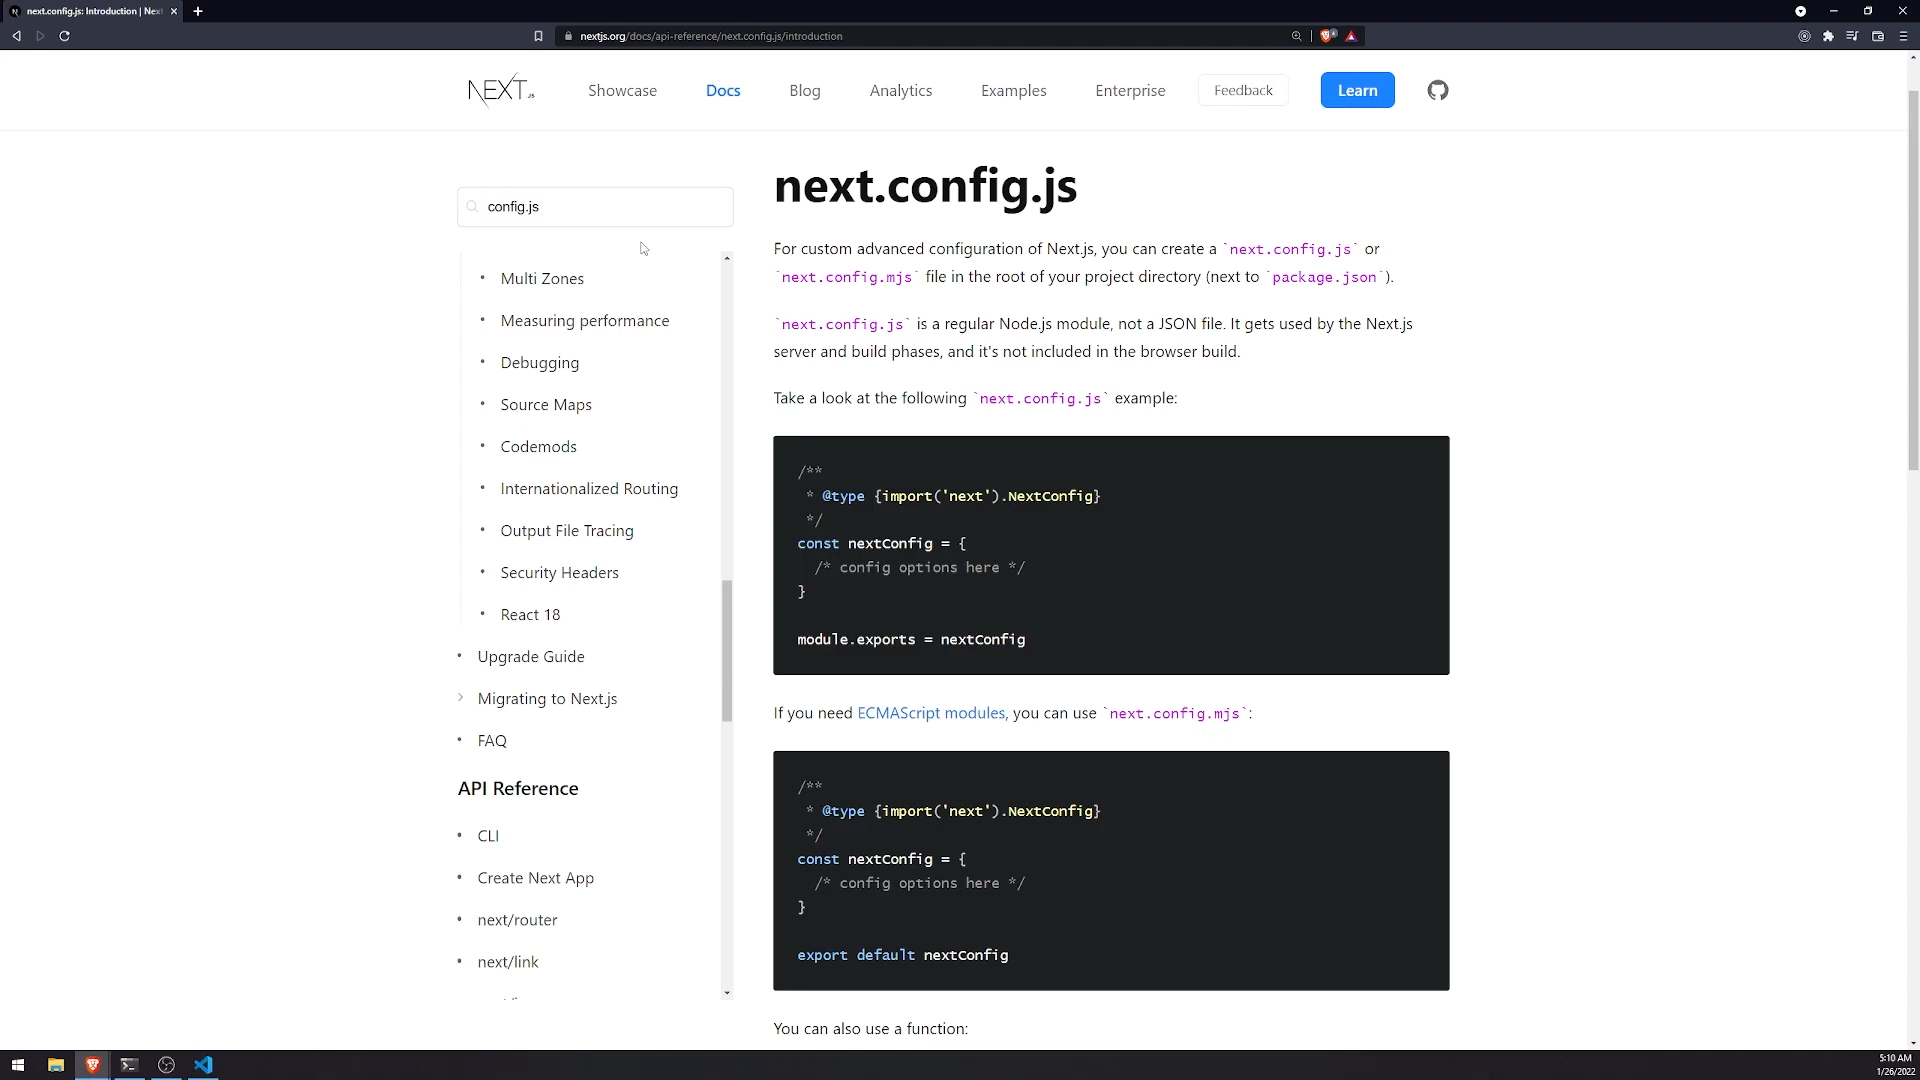 next.config.js: Introduction | Next
nextjs.org/docs/api-reference/next.config.js/introduction
NEXT.JS
Showcase
Docs
Blog
Analytics
Examples
Enterprise
Feedback
Learn
config.js
Multi Zones
Measuring performance
Debugging
Source Maps
Codemods
Internationalized Routing
Output File Tracing
Security Headers
React 18
Upgrade Guide
Migrating to Next.js
FAQ
API Reference
CLI
Create Next App
next/router
next/link
next.config.js
For custom advanced configuration of Next.js, you can create a `next.config.js` or
`next.config.mjs` file in the root of your project directory (next to `package.json`).
`next.config.js` is a regular Node.js module, not a JSON file. It gets used by the Next.js
server and build phases, and it's not included in the browser build.
Take a look at the following `next.config.js` example:
/**
* @type {import('next').NextConfig}
*/
const nextConfig = {
/* config options here */
}
module.exports = nextConfig
If you need ECMAScript modules, you can use `next.config.mjs`:
/**
* @type {import('next').NextConfig}
*/
const nextConfig = {
/* config options here */
}
export default nextConfig
You can also use a function:
5:10 AM
1/26/2022